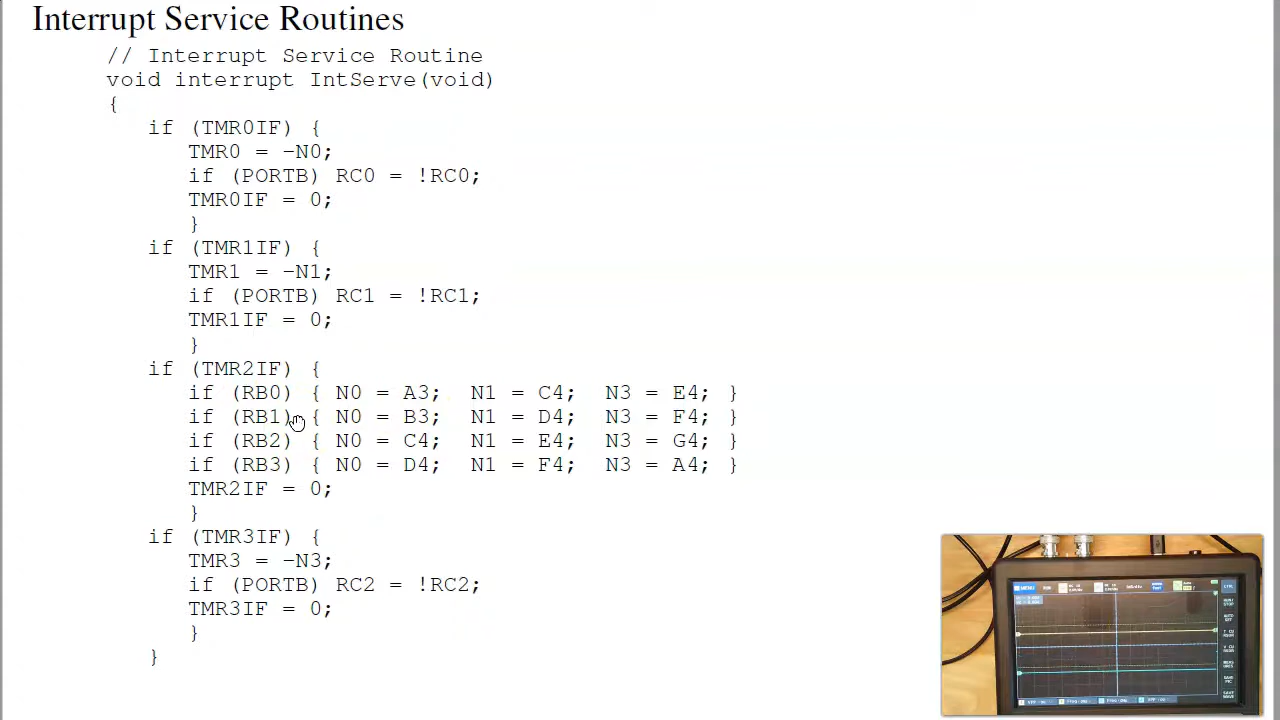 Interrupt Service Routines
// Interrupt Service Routine
void interrupt IntServe(void)
{
if (TMR0IF) {
TMR0 = -N0;
if (PORTB) RC0 = !RC0;
TMR0IF = 0;
}
if (TMR1IF) {
TMR1 = -N1;
if (PORTB) RC1 = !RC1;
TMR1IF = 0;
}
if (TMR2IF) {
if (RB0) { N0 = A3; N1 = C4; N3 = E4; }
if (RB1) { N0 = B3; N1 = D4; N3 = F4; }
if (RB2) { N0 = C4; N1 = E4; N3 = G4; }
if (RB3) { N0 = D4; N1 = F4; N3 = A4; }
TMR2IF = 0;
}
if (TMR3IF) {
TMR3 = -N3;
if (PORTB) RC2 = !RC2;
TMR3IF = 0;
}
}
MENU